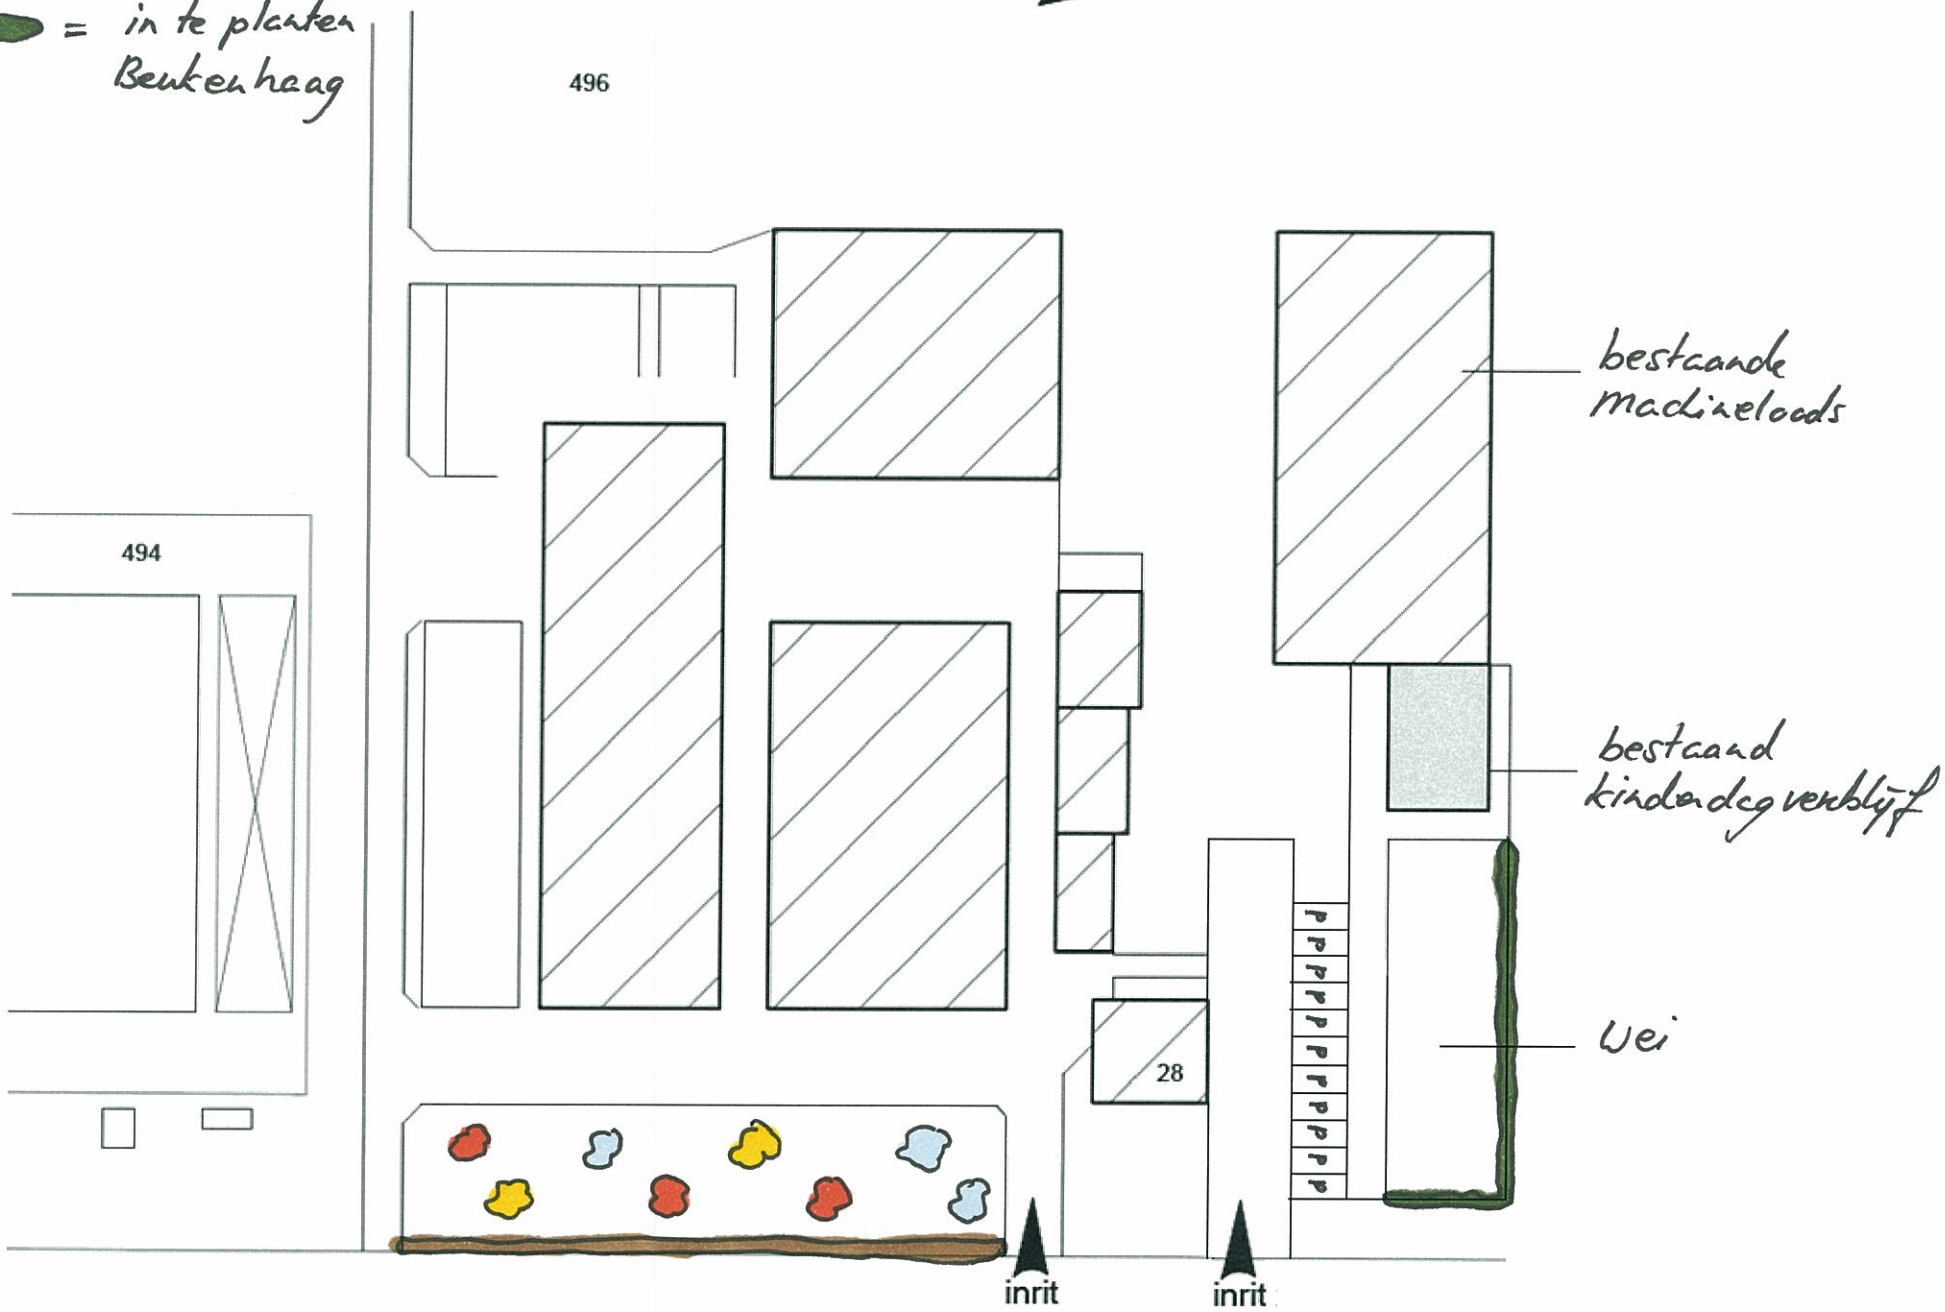 = in te planten
Beukenhaag
496
bestaande
machineloods
494
bestaand
kinderdagverblijf
P
P
P
P
P
P
P
P
P
P
P
wei
28
inrit
inrit